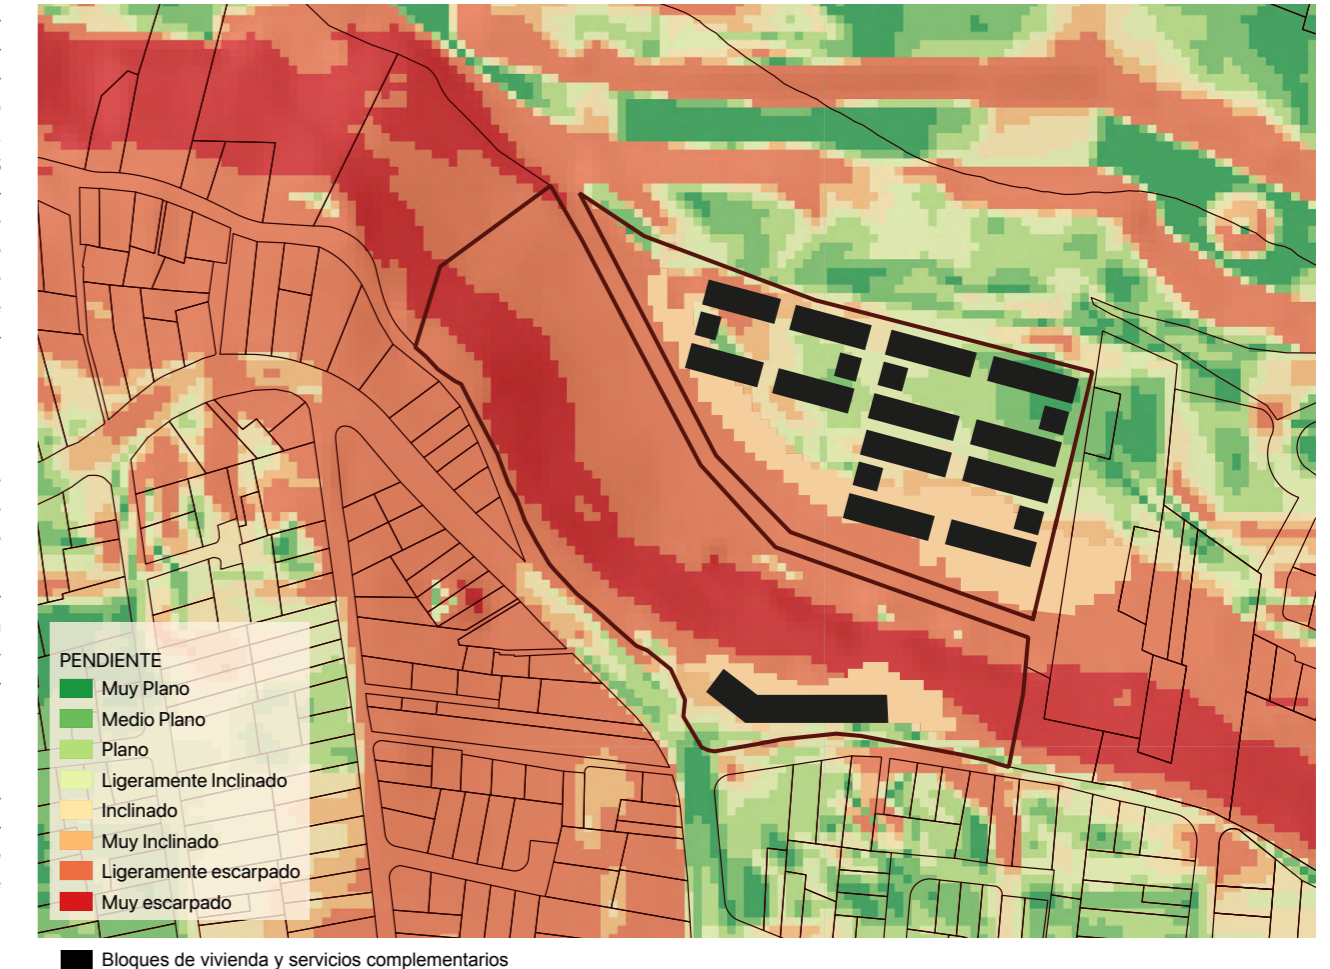 PENDIENTE
Muy Plano
Medio Plano
Plano
Ligeramente Inclinado
Inclinado
Muy Inclinado
Ligeramente escarpado
Muy escarpado
Bloques de vivienda y servicios complementarios